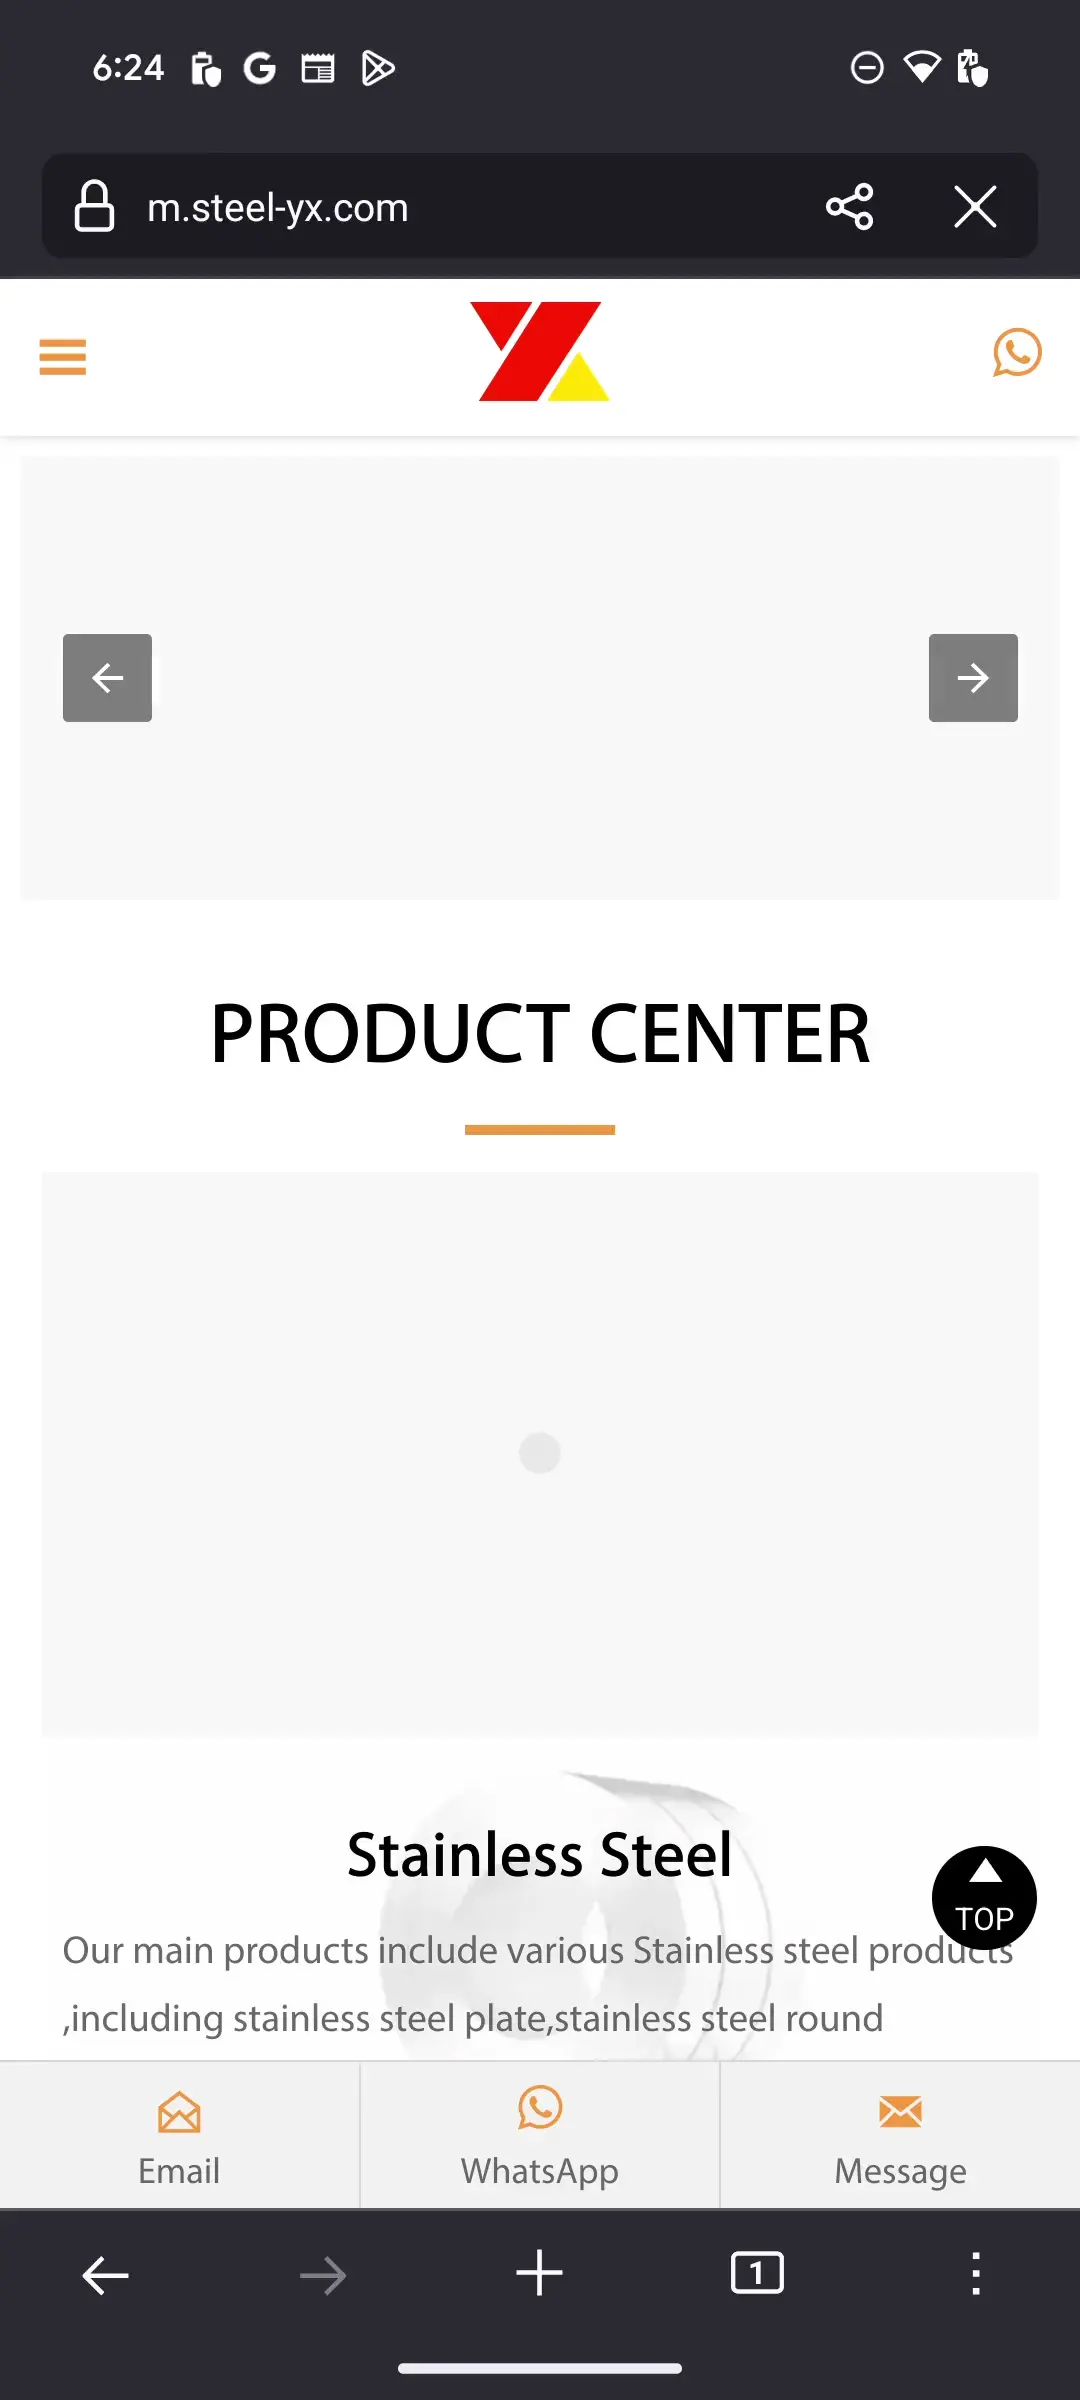 6:24
m.steel-yx.com
PRODUCT CENTER
Stainless Steel
Our main products include various Stainless steel products
,including stainless steel plate,stainless steel round
TOP
Email
WhatsApp
Message
1